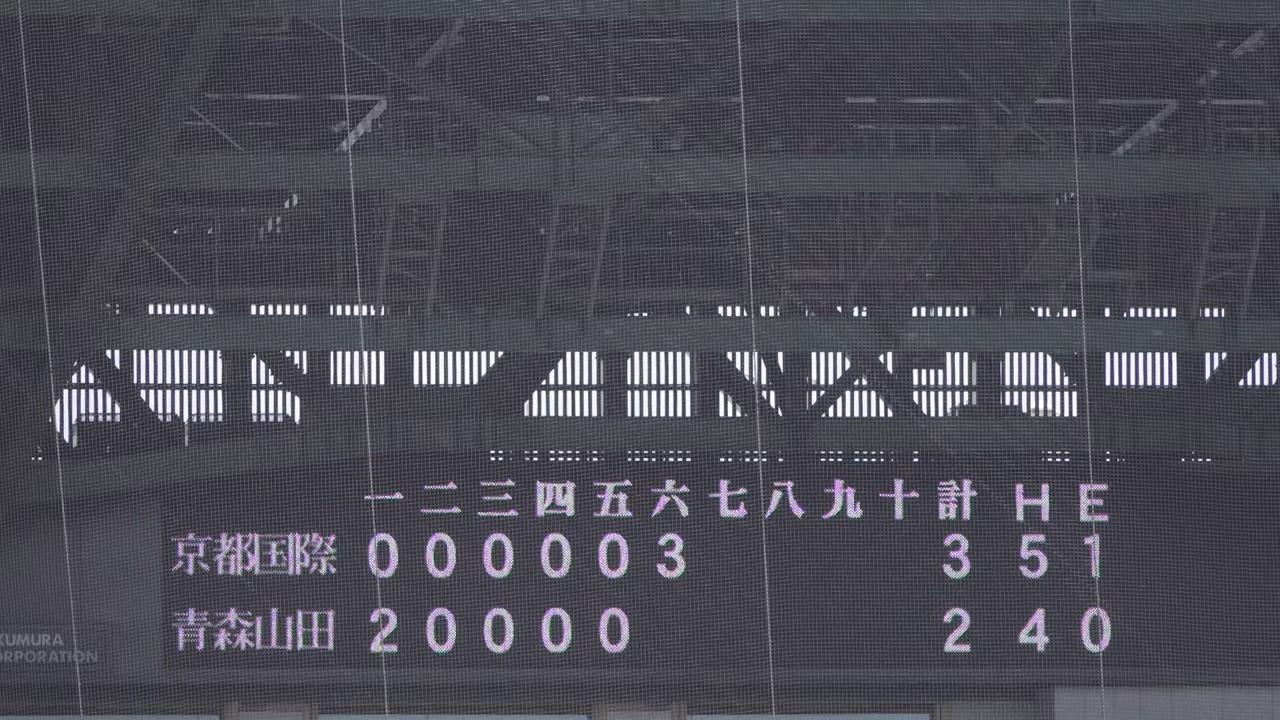 一 二 三 四 五 六 七 八 九 十 計 H E
京都国際 0 0 0 0 0 3 3 5 1
青森山田 2 0 0 0 0 2 4 0
KUMURA
ORPORATION